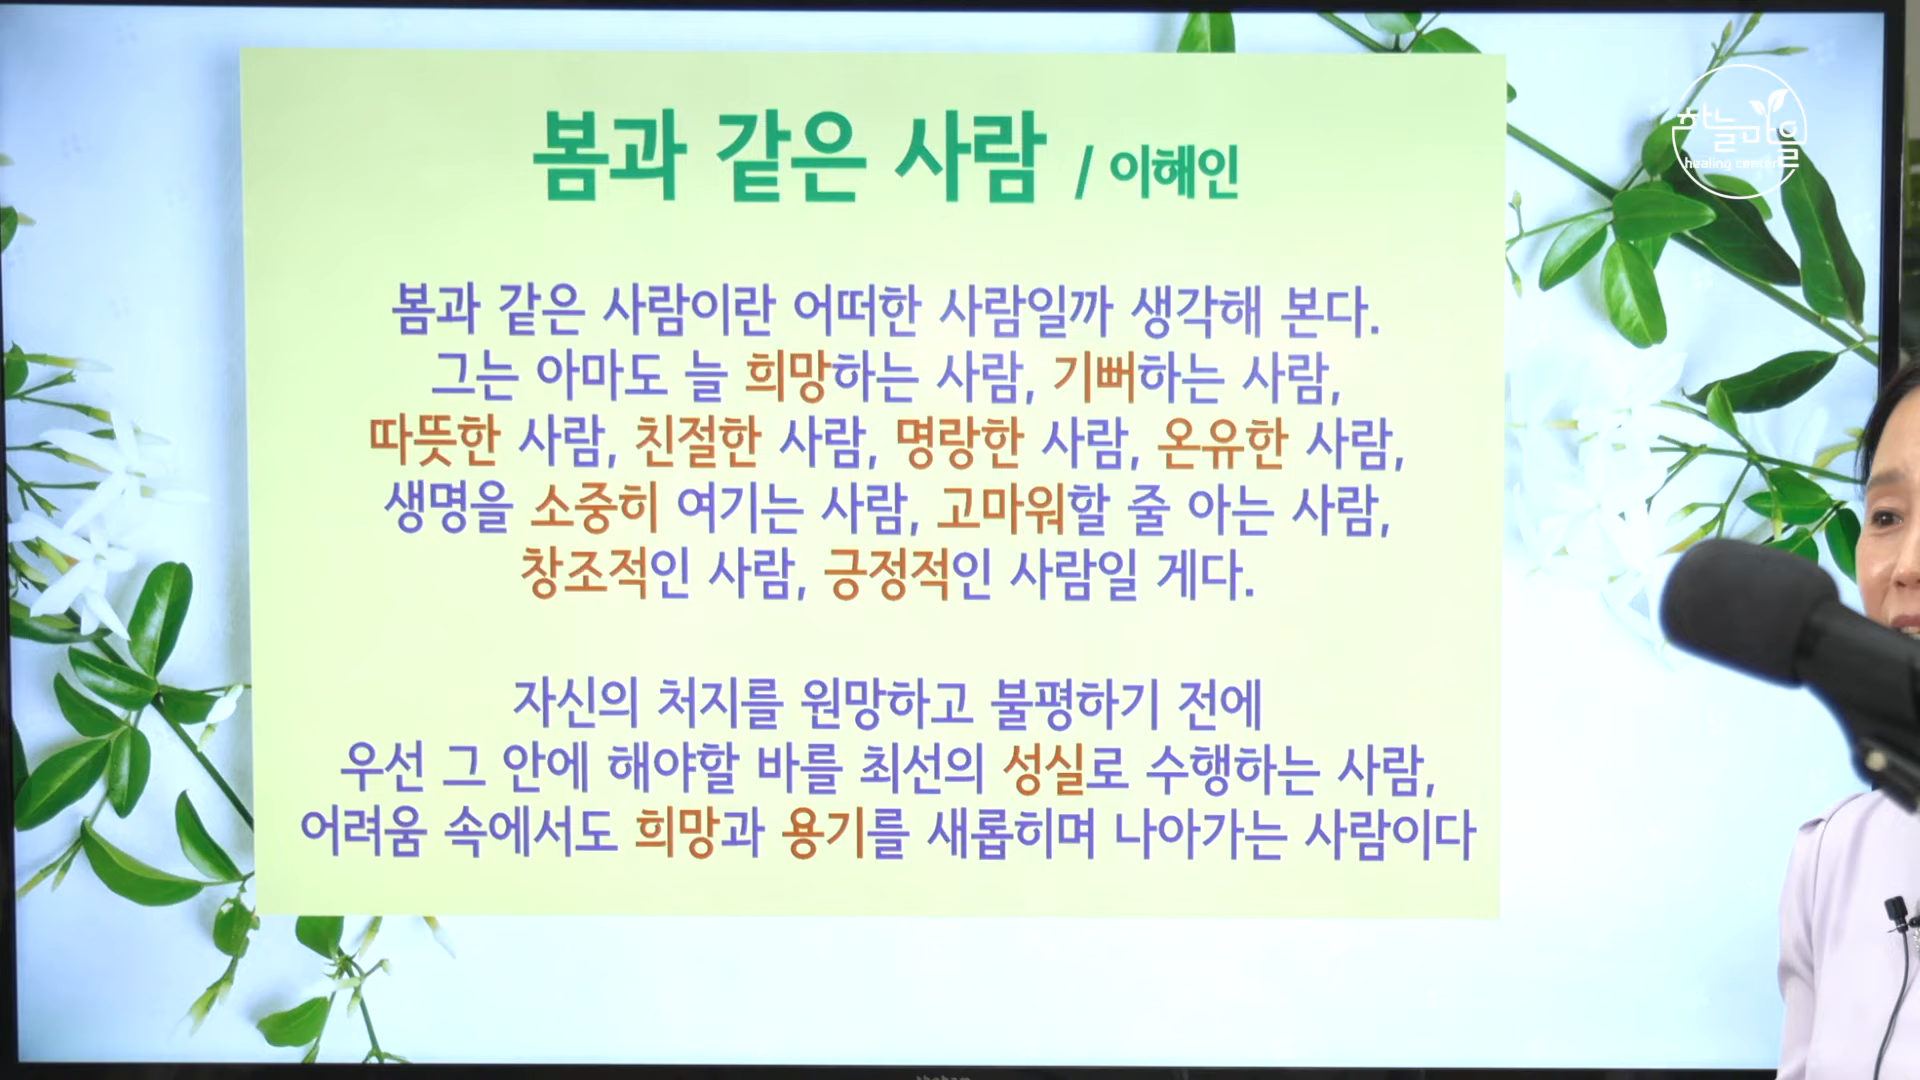 봄과 같은 사람 / 이해인
봄과 같은 사람이란 어떠한 사람일까 생각해 본다.
그는 아마도 늘 희망하는 사람, 기뻐하는 사람,
따뜻한 사람, 친절한 사람, 명랑한 사람, 온유한 사람,
생명을 소중히 여기는 사람, 고마워할 줄 아는 사람,
창조적인 사람, 긍정적인 사람일 게다.
자신의 처지를 원망하고 불평하기 전에
우선 그 안에 해야할 바를 최선의 성실로 수행하는 사람,
어려움 속에서도 희망과 용기를 새롭히며 나아가는 사람이다
하늘마을
healing center